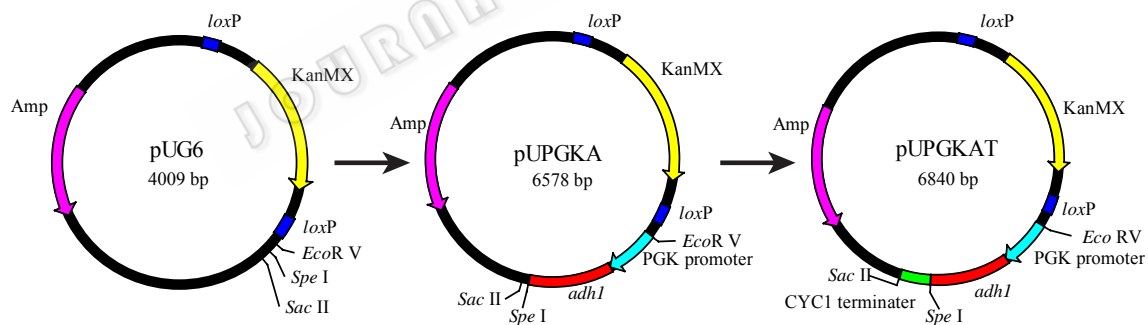 JOURNA
loxP
KanMX
Amp
pUG6
4009 bp
loxP
EcoR V
Spe I
Sac II
loxP
KanMX
Amp
pUPGKA
6578 bp
loxP
EcoR V
PGK promoter
adh1
Sac II
Spe I
loxP
KanMX
Amp
pUPGKAT
6840 bp
loxP
Eco RV
PGK promoter
adh1
Sac II
CYC1 terminater
Spe I